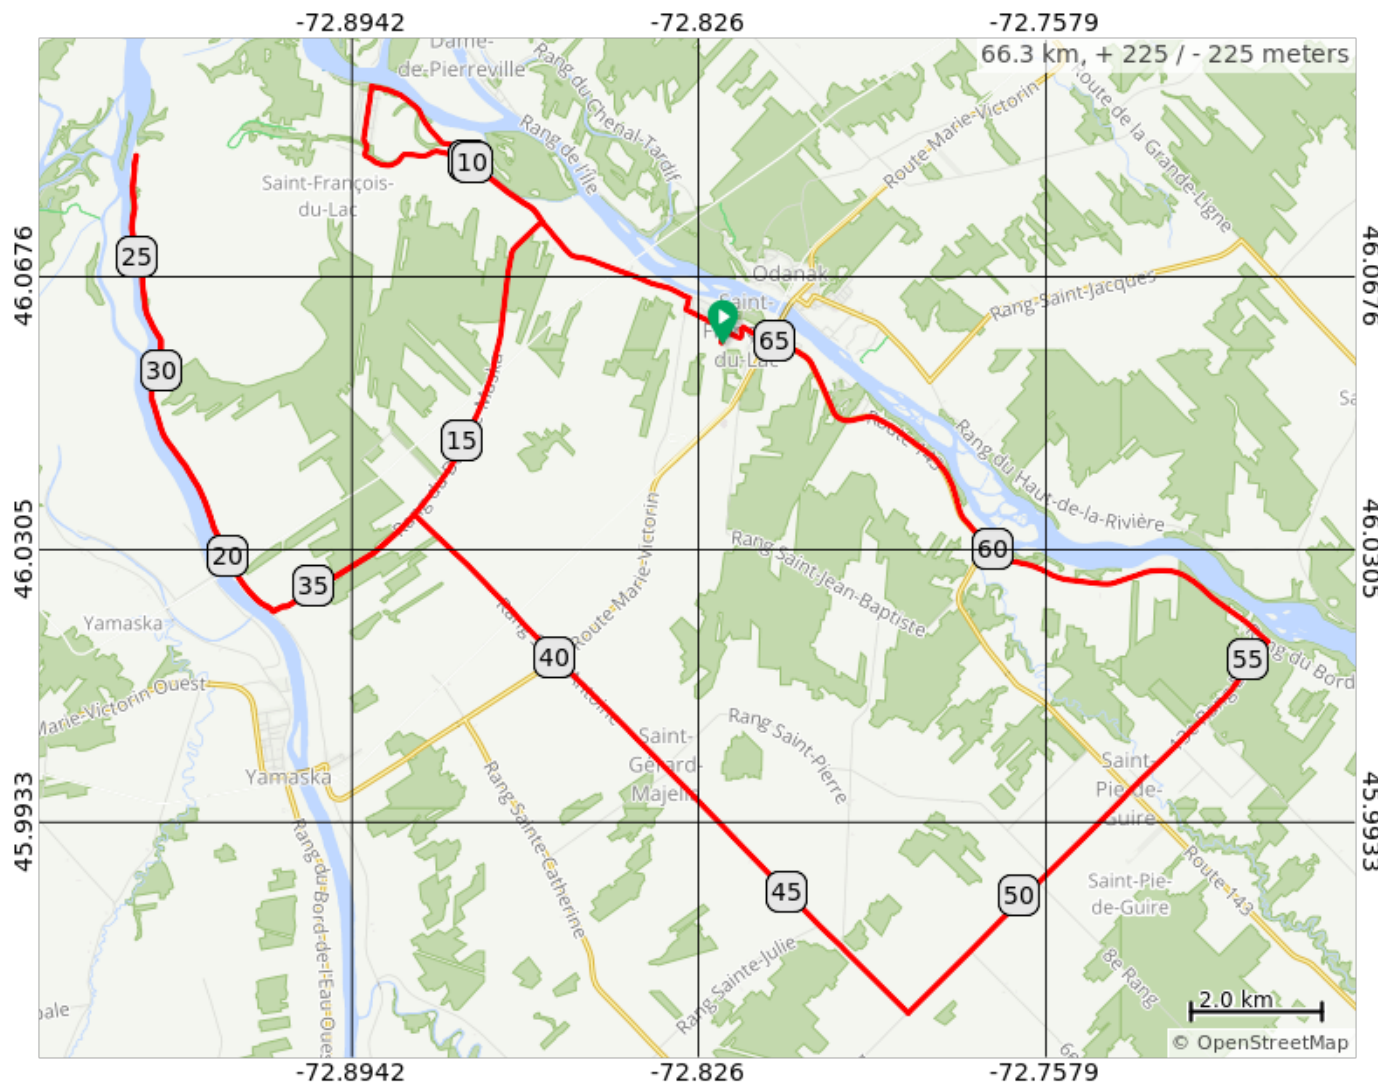 -72.8942
-72.826
-72.7579
66.3 km, + 225 / - 225 meters
Dame-
de-Pierreville
Rang du Chenal-Tardif
Route de la Grande-Ligne
Route Marie-Victorin
Rang de l'Île
10
Saint-François-
du-Lac
25
46.0676
46.0676
Odanak
Rang Saint-Jacques
Saint-
du-Lac
65
30
15
Route 143
Rang du Haut-de-la-Rivière
Route Marie-Victorin
46.0305
46.0305
20
35
60
Rang Saint-Jean-Baptiste
Yamaska
40
55
Marie-Victorin Ouest
Rang Saint-Pierre
Saint-
Gérard-
Majella
Saint-
Pie-de-
Guire
Yamaska
Rang Sainte-Catherine
45.9933
45.9933
Rang du Bord-de-l'Eau Ouest
45
50
Saint-Pie-
de-Guire
Route 143
Rang Sainte-Julie
8e Rang
2.0 km
© OpenStreetMap
-72.8942
-72.826
-72.7579